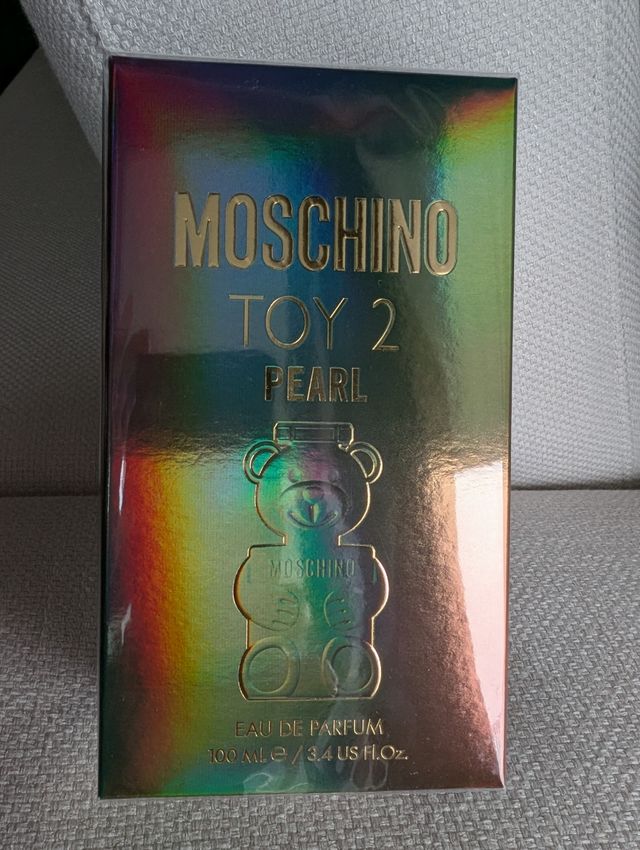 MOSCHINO
TOY 2
PEARL
MOSCHINO
EAU DE PARFUM
100 ML ℮ / 3.4 US Fl.Oz.